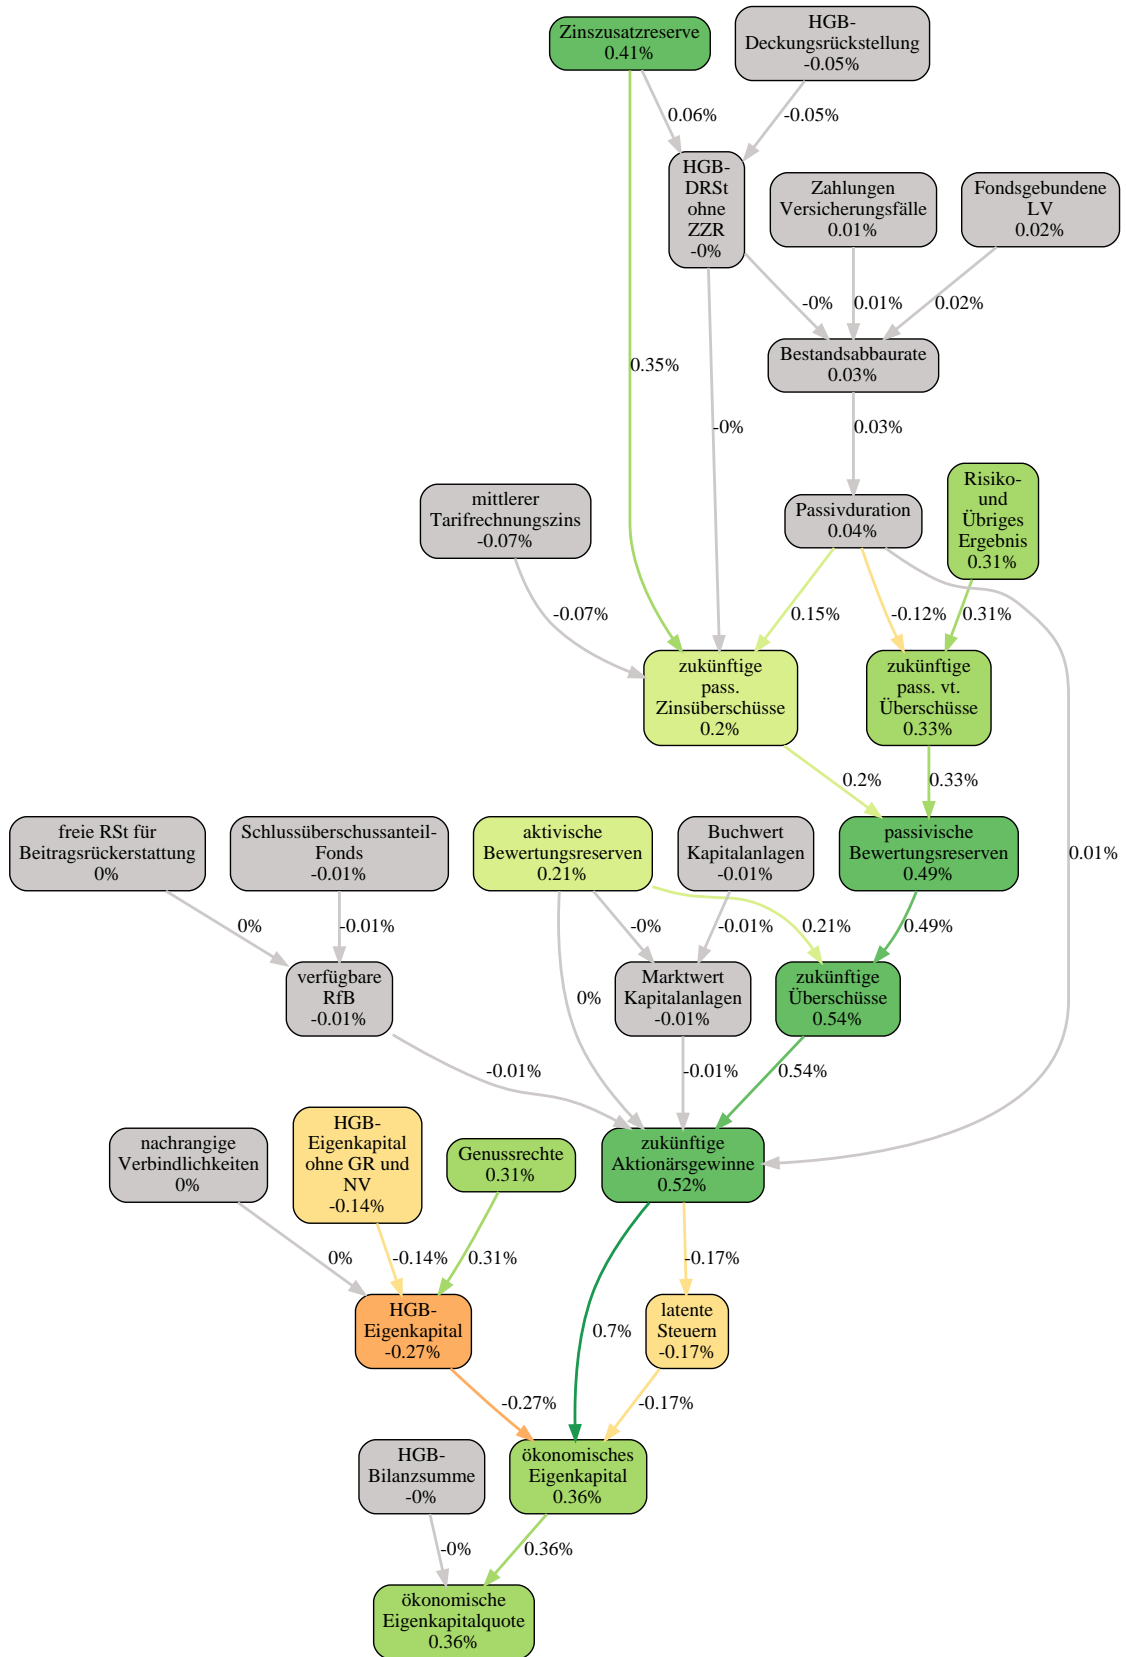 Zinszusatzreserve
0.41%
HGB-
Deckungsrückstellung
-0.05%
0.06%
-0.05%
HGB-
DRSt
ohne
ZZR
-0%
Zahlungen
Versicherungsfälle
0.01%
Fondsgebundene
LV
0.02%
-0%
0.01%
0.02%
Bestandsabbaurate
0.03%
0.35%
-0%
0.03%
mittlerer
Tarifrechnungszins
-0.07%
Passivduration
0.04%
Risiko-
und
Übriges
Ergebnis
0.31%
-0.07%
0.15%
-0.12%
0.31%
zukünftige
pass.
Zinsüberschüsse
0.2%
zukünftige
pass. vt.
Überschüsse
0.33%
0.2%
0.33%
freie RSt für
Beitragsrückerstattung
0%
Schlussüberschussanteil-
Fonds
-0.01%
aktivische
Bewertungsreserven
0.21%
Buchwert
Kapitalanlagen
-0.01%
passivische
Bewertungsreserven
0.49%
0.01%
0%
-0.01%
-0%
-0.01%
0.21%
0.49%
verfügbare
RfB
-0.01%
0%
Marktwert
Kapitalanlagen
-0.01%
zukünftige
Überschüsse
0.54%
-0.01%
-0.01%
0.54%
nachrangige
Verbindlichkeiten
0%
HGB-
Eigenkapital
ohne GR und
NV
-0.14%
Genussrechte
0.31%
zukünftige
Aktionärsgewinne
0.52%
0%
-0.14%
0.31%
-0.17%
HGB-
Eigenkapital
-0.27%
0.7%
latente
Steuern
-0.17%
-0.27%
-0.17%
HGB-
Bilanzsumme
-0%
ökonomisches
Eigenkapital
0.36%
-0%
0.36%
ökonomische
Eigenkapitalquote
0.36%